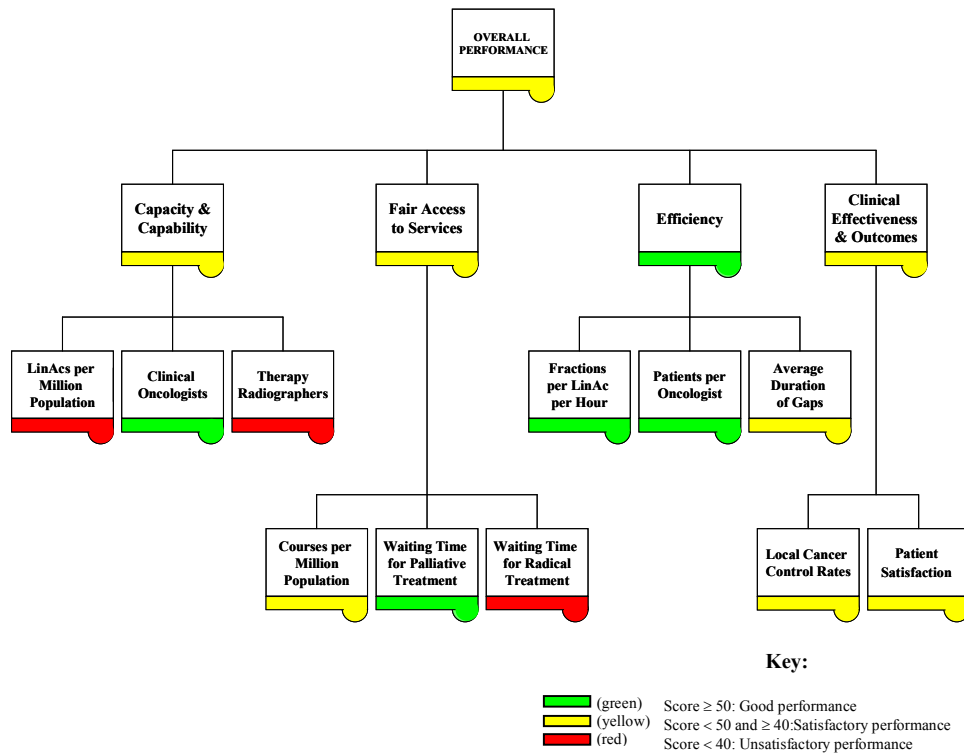 OVERALL
PERFORMANCE
Capacity &
Capability
Fair Access
to Services
Efficiency
Clinical
Effectiveness
& Outcomes
LinAcs per
Million
Population
Clinical
Oncologists
Therapy
Radiographers
Fractions
per LinAc
per Hour
Patients per
Oncologist
Average
Duration
of Gaps
Courses per
Million
Population
Waiting Time
for Palliative
Treatment
Waiting Time
for Radical
Treatment
Local Cancer
Control Rates
Patient
Satisfaction
Key:
(green) Score ≥ 50: Good performance
(yellow) Score < 50 and ≥ 40:Satisfactory performance
(red) Score < 40: Unsatisfactory performance